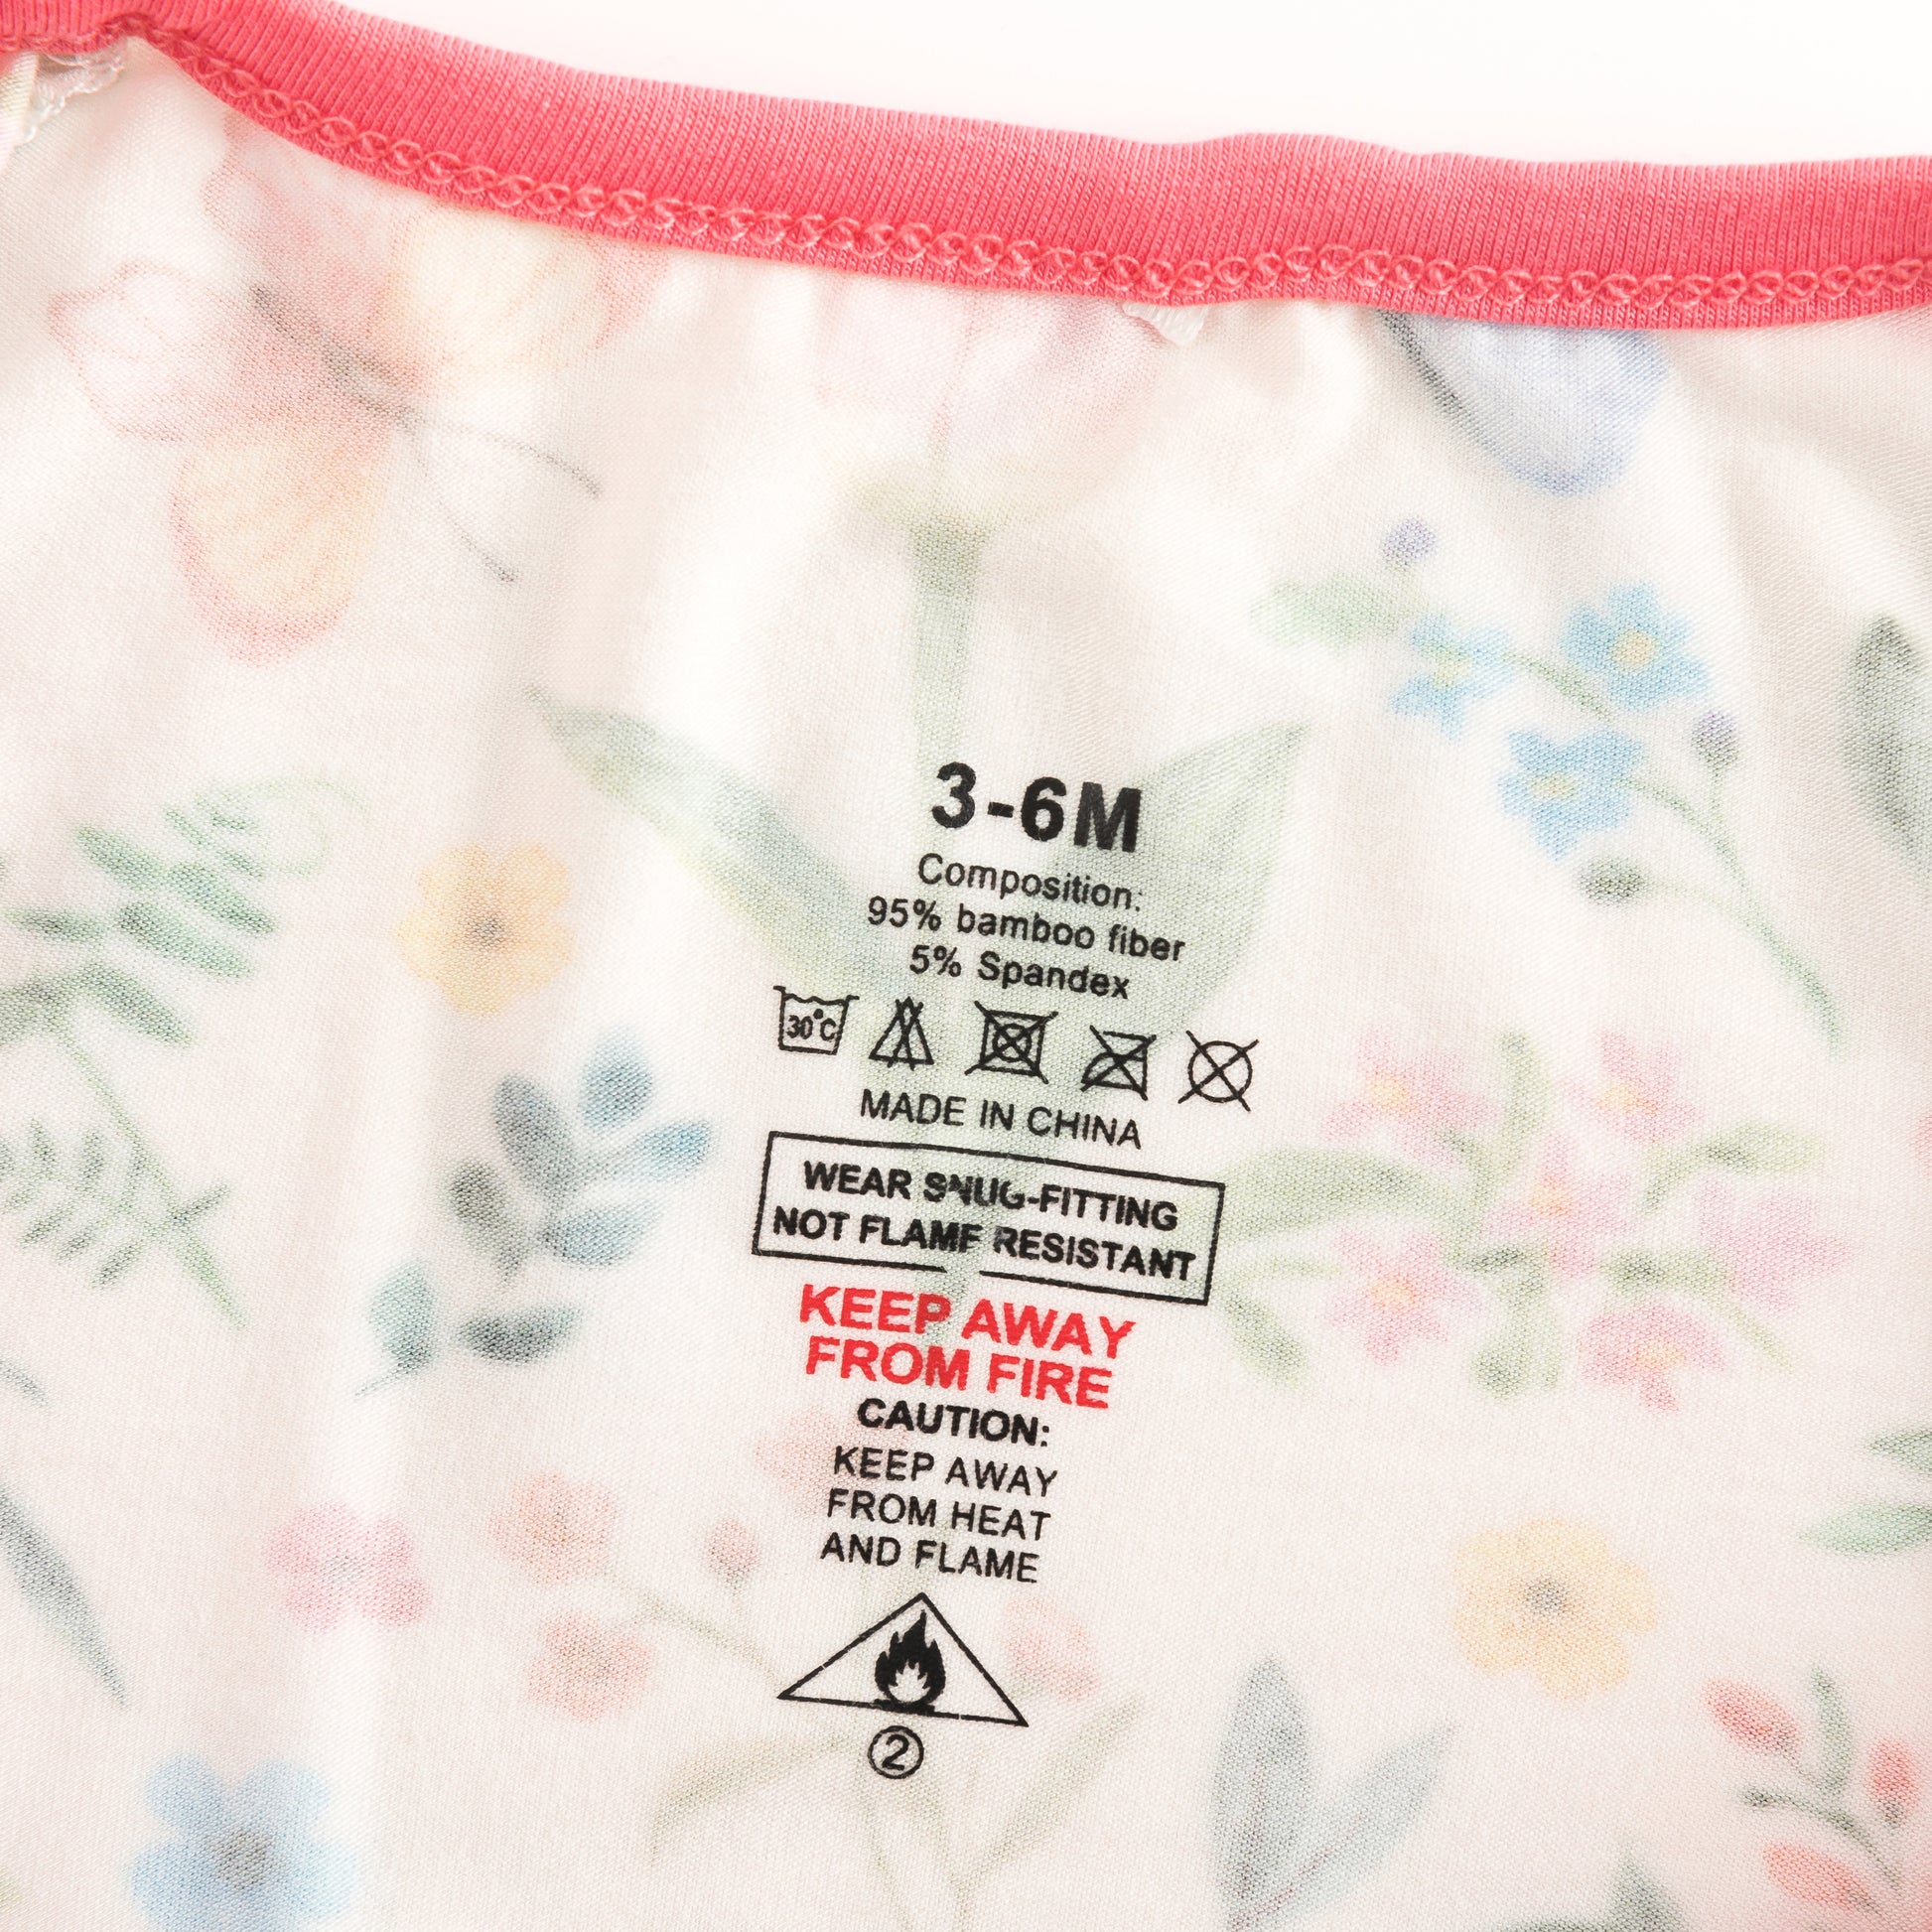 3-6M
Composition:
95% bamboo fiber
5% Spandex
30°C
MADE IN CHINA
WEAR SNUG-FITTING
NOT FLAME RESISTANT
KEEP AWAY
FROM FIRE
CAUTION:
KEEP AWAY
FROM HEAT
AND FLAME
②